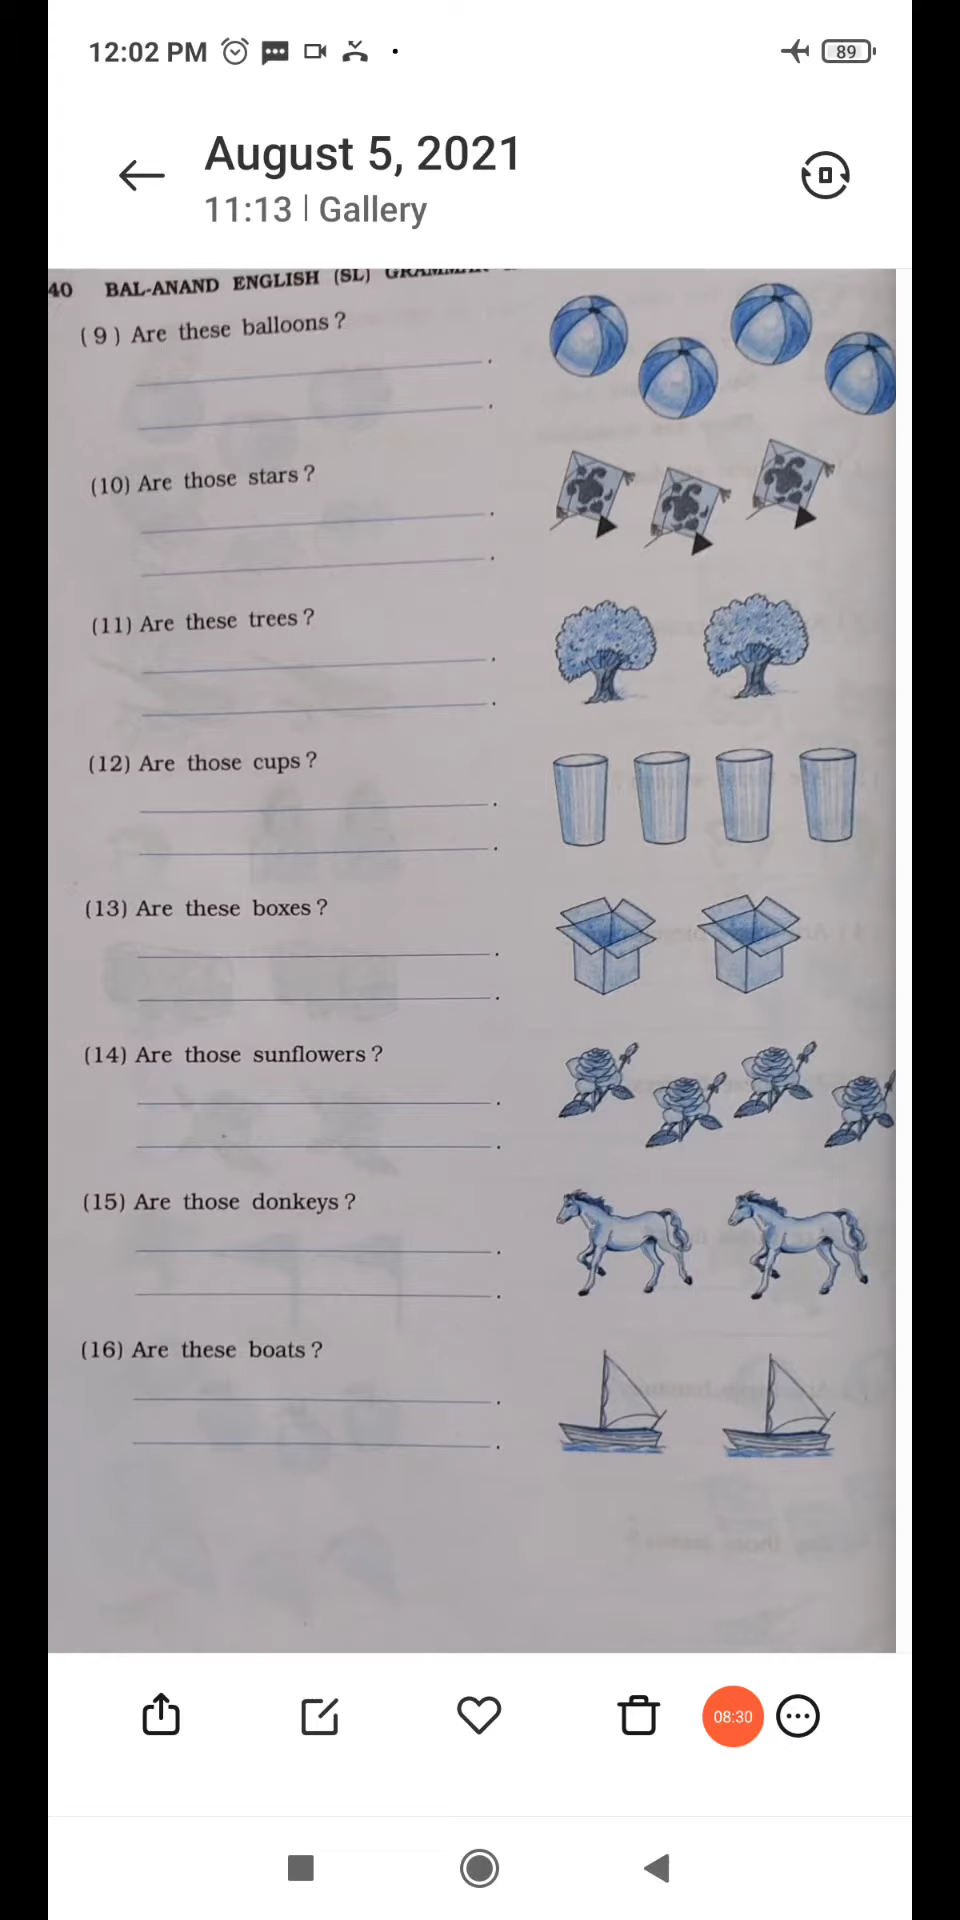 12:02 PM
89
August 5, 2021
11:13 | Gallery
40 BAL-ANAND ENGLISH (SL)
(9) Are these balloons?
(10) Are those stars?
(11) Are these trees?
(12) Are those cups?
(13) Are these boxes?
(14) Are those sunflowers?
(15) Are those donkeys?
(16) Are these boats?
08:30